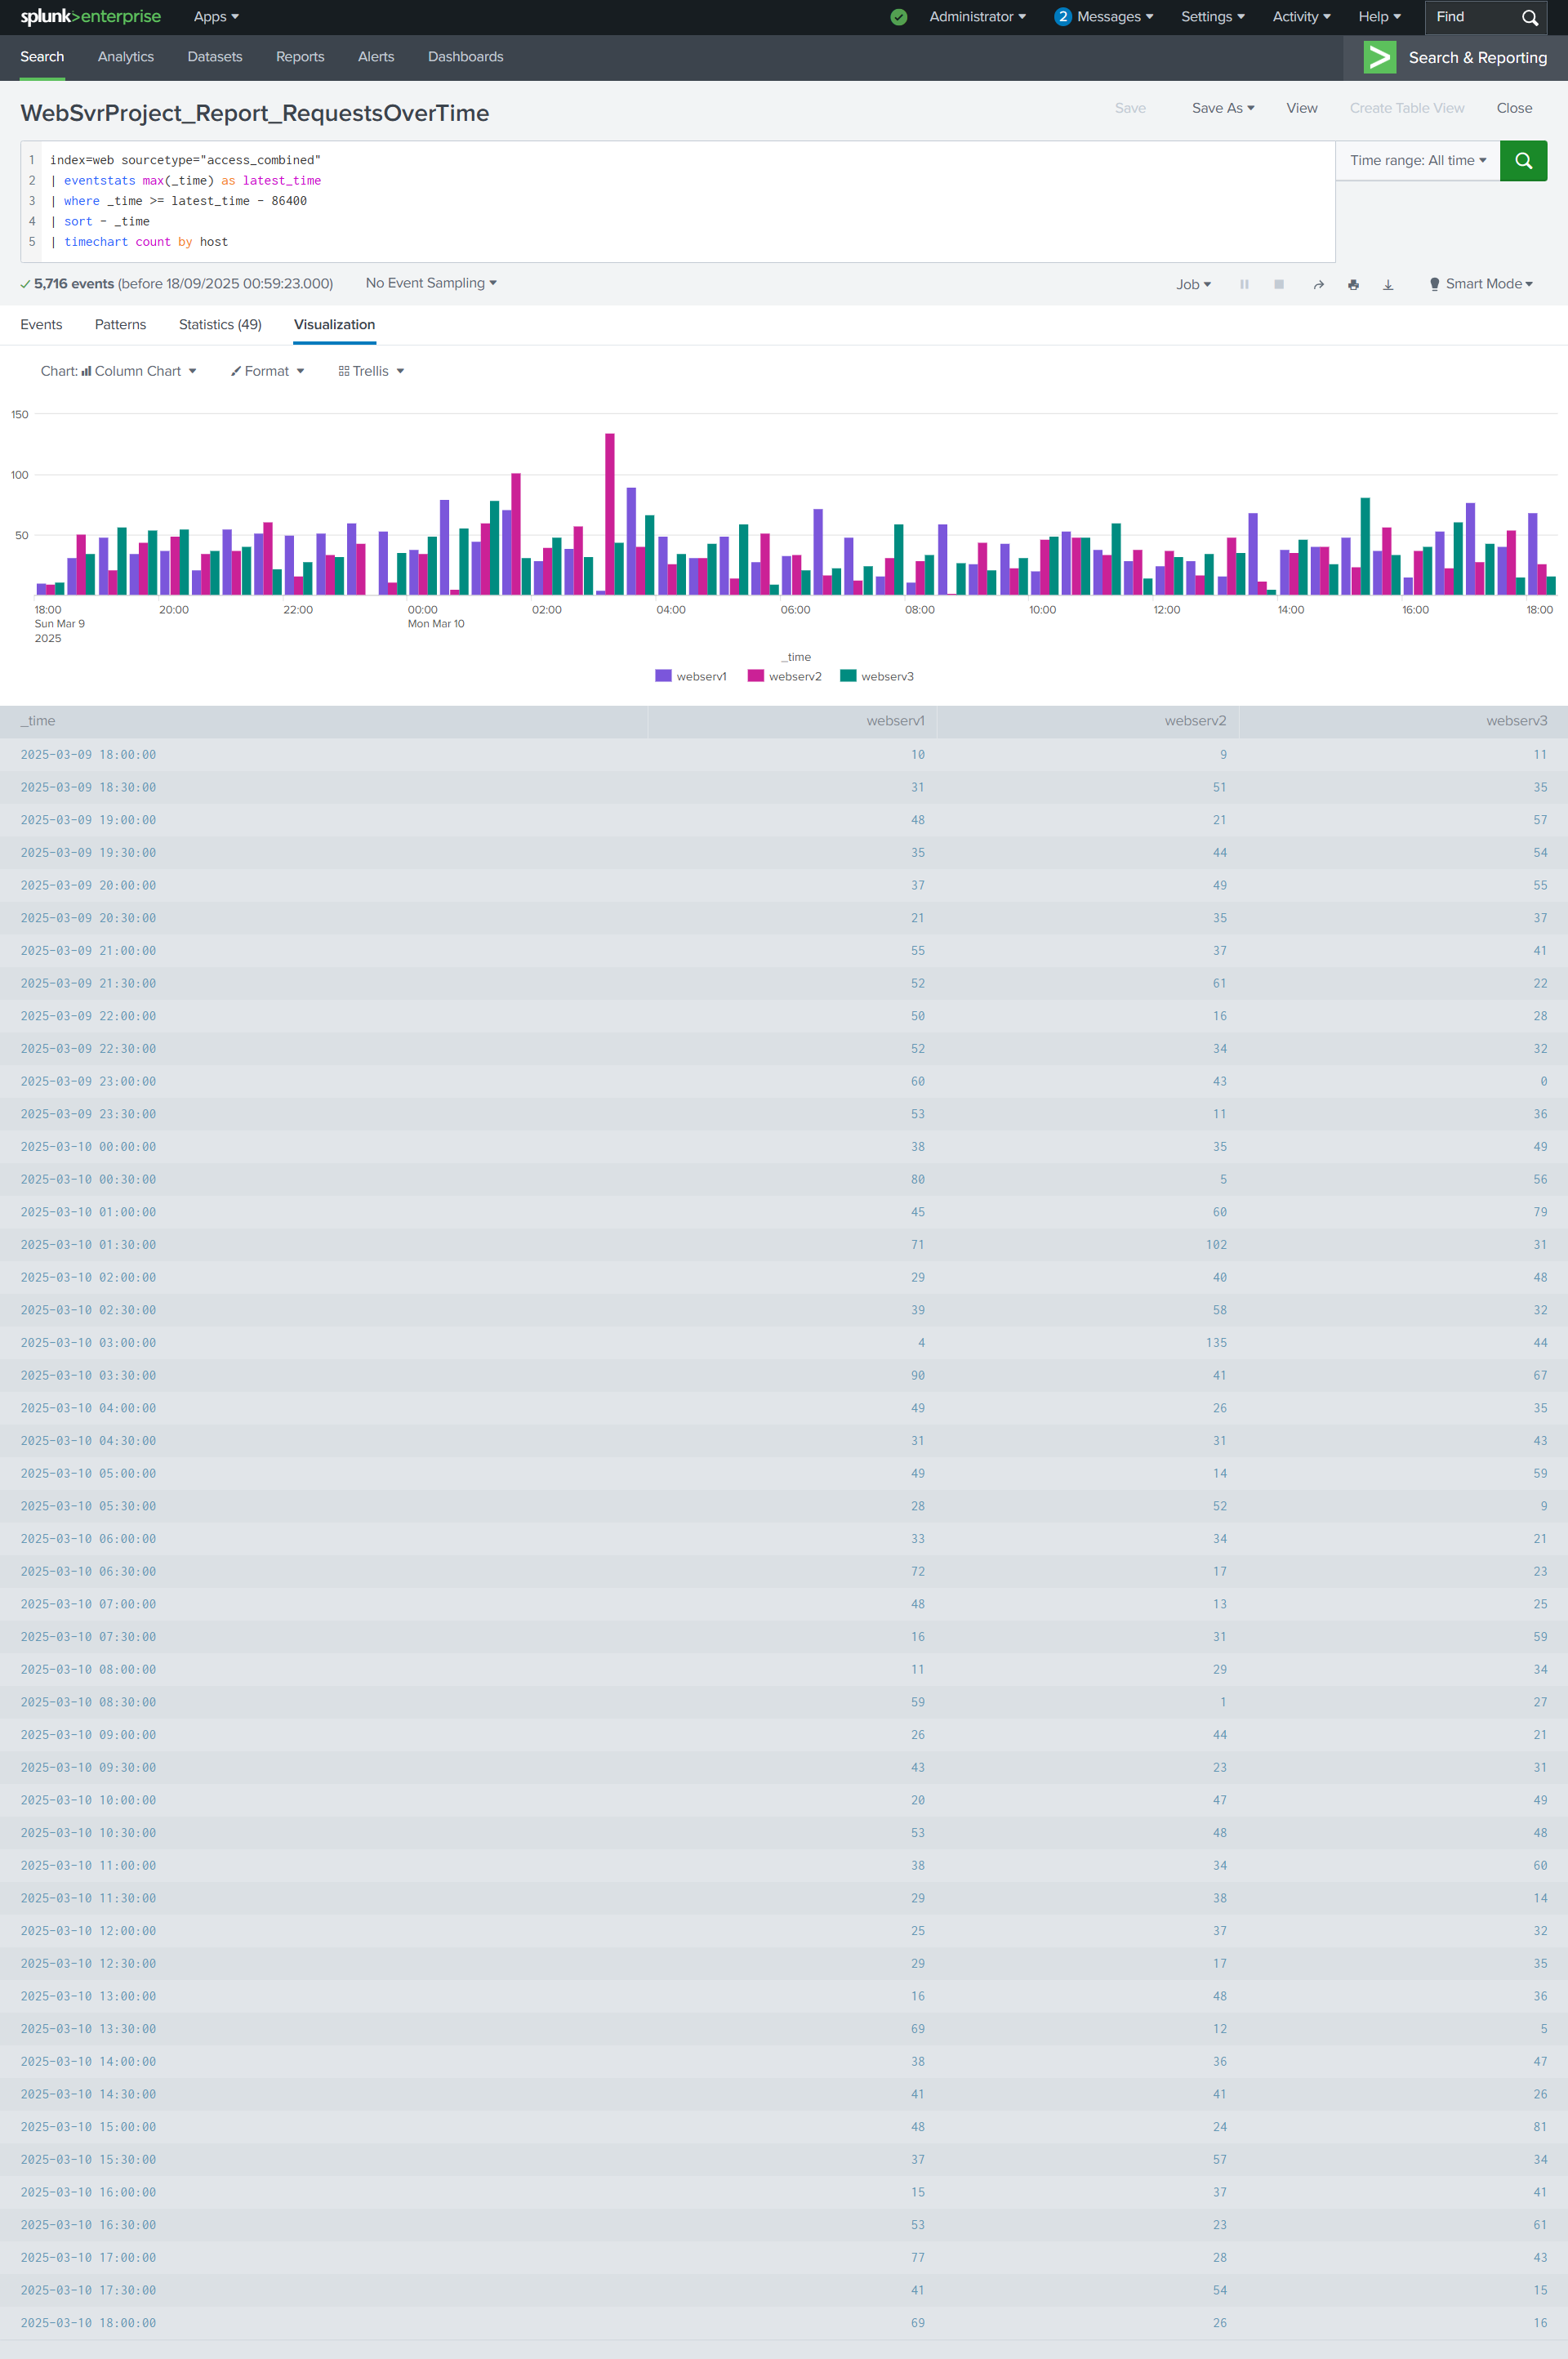 splunk>enterprise Apps Administrator 2 Messages Settings Activity Help Find
Search Analytics Datasets Reports Alerts Dashboards Search & Reporting
WebSvrProject_Report_RequestsOverTime Save Save As View Create Table View Close
1 index=web sourcetype="access_combined" Time range: All time
2 | eventstats max(_time) as latest_time
3 | where _time >= latest_time - 86400
4 | sort - _time
5 | timechart count by host
5,716 events (before 18/09/2025 00:59:23.000) No Event Sampling Job Smart Mode
Events Patterns Statistics (49) Visualization
Chart: Column Chart Format Trellis
150
100
50
18:00 20:00 22:00 00:00 02:00 04:00 06:00 08:00 10:00 12:00 14:00 16:00 18:00
Sun Mar 9 Mon Mar 10
2025
_time
webserv1 webserv2 webserv3
_time webserv1 webserv2 webserv3
2025-03-09 18:00:00 10 9 11
2025-03-09 18:30:00 31 51 35
2025-03-09 19:00:00 48 21 57
2025-03-09 19:30:00 35 44 54
2025-03-09 20:00:00 37 49 55
2025-03-09 20:30:00 21 35 37
2025-03-09 21:00:00 55 37 41
2025-03-09 21:30:00 52 61 22
2025-03-09 22:00:00 50 16 28
2025-03-09 22:30:00 52 34 32
2025-03-09 23:00:00 60 43 0
2025-03-09 23:30:00 53 11 36
2025-03-10 00:00:00 38 35 49
2025-03-10 00:30:00 80 5 56
2025-03-10 01:00:00 45 60 79
2025-03-10 01:30:00 71 102 31
2025-03-10 02:00:00 29 40 48
2025-03-10 02:30:00 39 58 32
2025-03-10 03:00:00 4 135 44
2025-03-10 03:30:00 90 41 67
2025-03-10 04:00:00 49 26 35
2025-03-10 04:30:00 31 31 43
2025-03-10 05:00:00 49 14 59
2025-03-10 05:30:00 28 52 9
2025-03-10 06:00:00 33 34 21
2025-03-10 06:30:00 72 17 23
2025-03-10 07:00:00 48 13 25
2025-03-10 07:30:00 16 31 59
2025-03-10 08:00:00 11 29 34
2025-03-10 08:30:00 59 1 27
2025-03-10 09:00:00 26 44 21
2025-03-10 09:30:00 43 23 31
2025-03-10 10:00:00 20 47 49
2025-03-10 10:30:00 53 48 48
2025-03-10 11:00:00 38 34 60
2025-03-10 11:30:00 29 38 14
2025-03-10 12:00:00 25 37 32
2025-03-10 12:30:00 29 17 35
2025-03-10 13:00:00 16 48 36
2025-03-10 13:30:00 69 12 5
2025-03-10 14:00:00 38 36 47
2025-03-10 14:30:00 41 41 26
2025-03-10 15:00:00 48 24 81
2025-03-10 15:30:00 37 57 34
2025-03-10 16:00:00 15 37 41
2025-03-10 16:30:00 53 23 61
2025-03-10 17:00:00 77 28 43
2025-03-10 17:30:00 41 54 15
2025-03-10 18:00:00 69 26 16